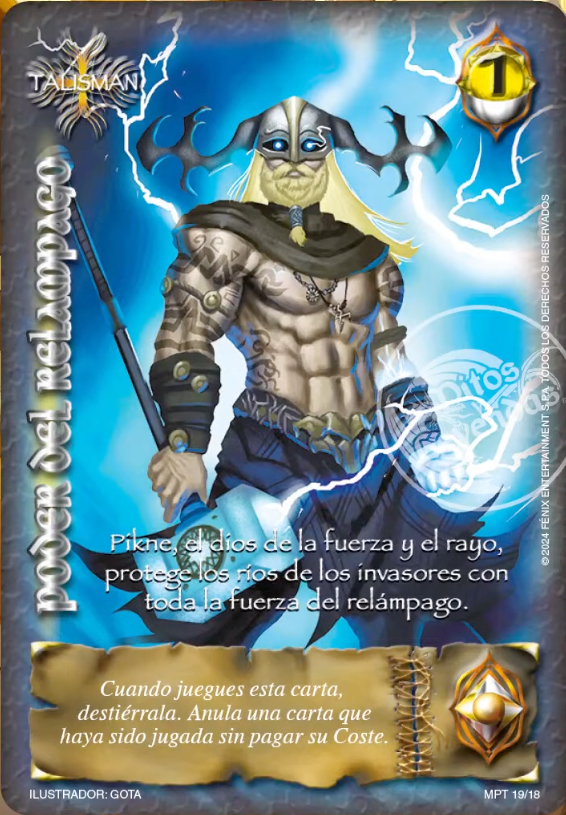 TALISMAN
1
poder del relampago
Pikne, el dios de la fuerza y el rayo,
protege los ríos de los invasores con
toda la fuerza del relámpago.
Cuando juegues esta carta,
destiérrala. Anula una carta que
haya sido jugada sin pagar su Coste.
ILUSTRADOR: GOTA
MPT 19/18
© 2024 FÉNIX ENTERTAINMENT S.P.A. TODOS LOS DERECHOS RESERVADOS
Mitos